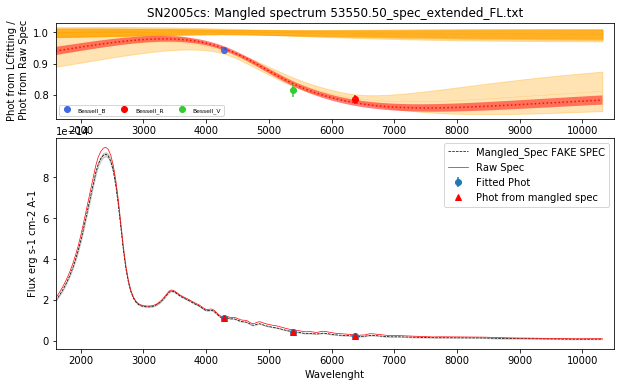 SN2005cs: Mangled spectrum 53550.50_spec_extended_FL.txt
Phot from LCfitting /
Phot from Raw Spec
1.0
0.9
0.8
Bessell_B
Bessell_R
Bessell_V
2000 3000 4000 5000 6000 7000 8000 9000 10000
1e−14
Flux erg s-1 cm-2 A-1
8
6
4
2
0
Mangled_Spec FAKE SPEC
Raw Spec
Fitted Phot
Phot from mangled spec
2000 3000 4000 5000 6000 7000 8000 9000 10000
Wavelenght